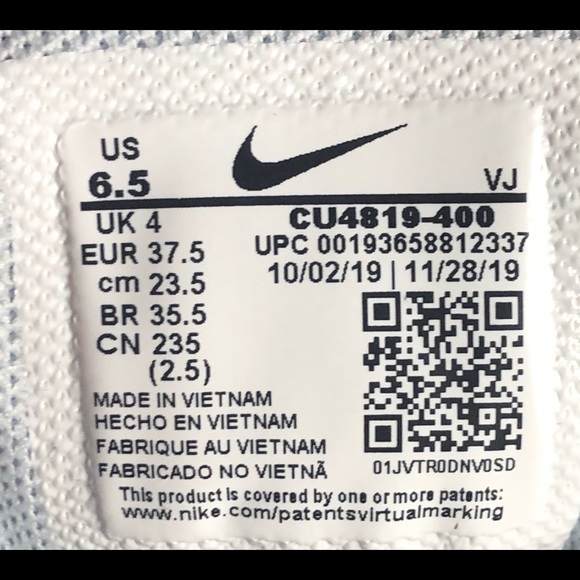 US
6.5
VJ
UK 4
CU4819-400
EUR 37.5
UPC 00193658812337
cm 23.5
10/02/19 | 11/28/19
BR 35.5
CN 235
(2.5)
MADE IN VIETNAM
HECHO EN VIETNAM
FABRIQUE AU VIETNAM
FABRICADO NO VIETNÃ
01JVTR0DNV0SD
This product is covered by one or more patents:
www.nike.com/patentsvirtualmarking